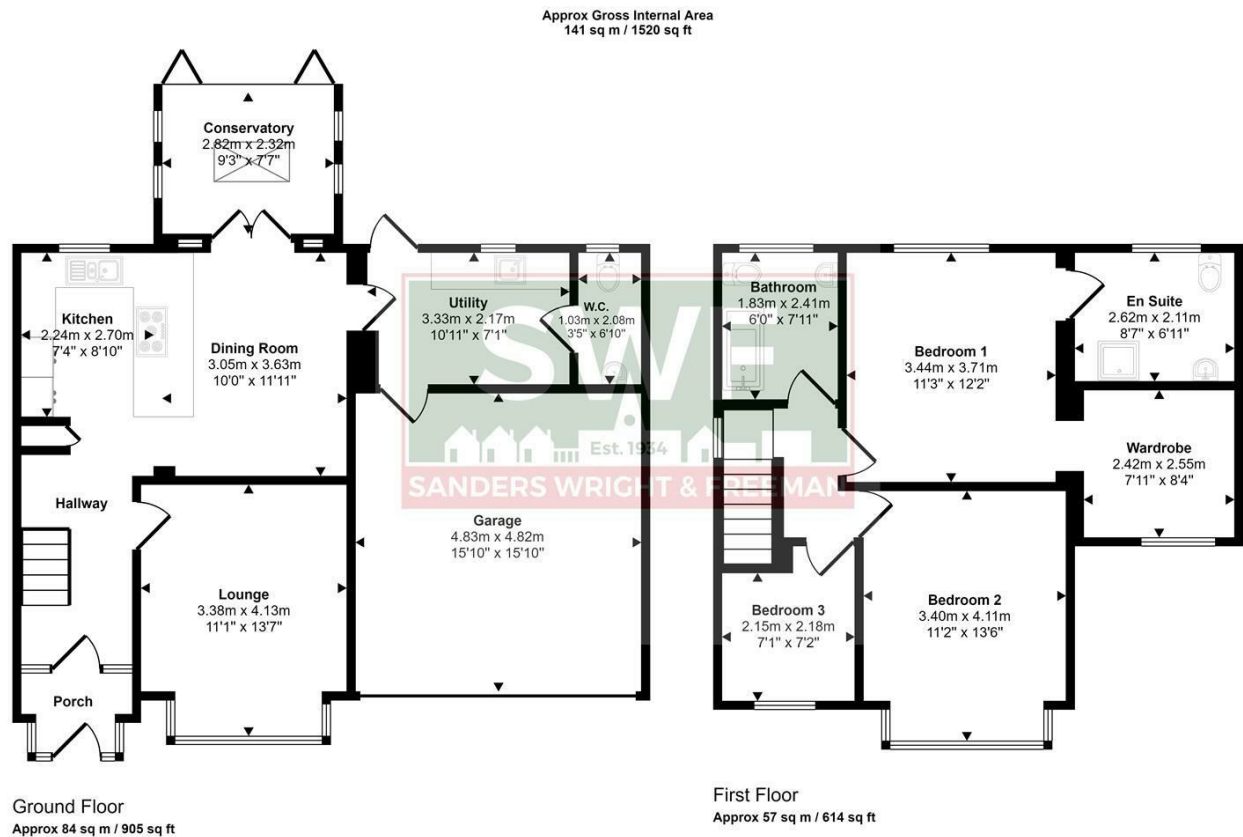 Approx Gross Internal Area
141 sq m / 1520 sq ft
Conservatory
2.82m x 2.32m
9'3" x 7'7"
Kitchen
2.24m x 2.70m
7'4" x 8'10"
Dining Room
3.05m x 3.63m
10'0" x 11'11"
Utility
3.33m x 2.17m
10'11" x 7'1"
W.C.
1.03m x 2.08m
3'5" x 6'10"
Hallway
Lounge
3.38m x 4.13m
11'1" x 13'7"
Garage
4.83m x 4.82m
15'10" x 15'10"
Porch
Ground Floor
Approx 84 sq m / 905 sq ft
Bathroom
1.83m x 2.41m
6'0" x 7'11"
Bedroom 1
3.44m x 3.71m
11'3" x 12'2"
En Suite
2.62m x 2.11m
8'7" x 6'11"
Wardrobe
2.42m x 2.55m
7'11" x 8'4"
Bedroom 3
2.15m x 2.18m
7'1" x 7'2"
Bedroom 2
3.40m x 4.11m
11'2" x 13'6"
First Floor
Approx 57 sq m / 614 sq ft
SWF
Est. 1934
SANDERS WRIGHT & FREEMAN